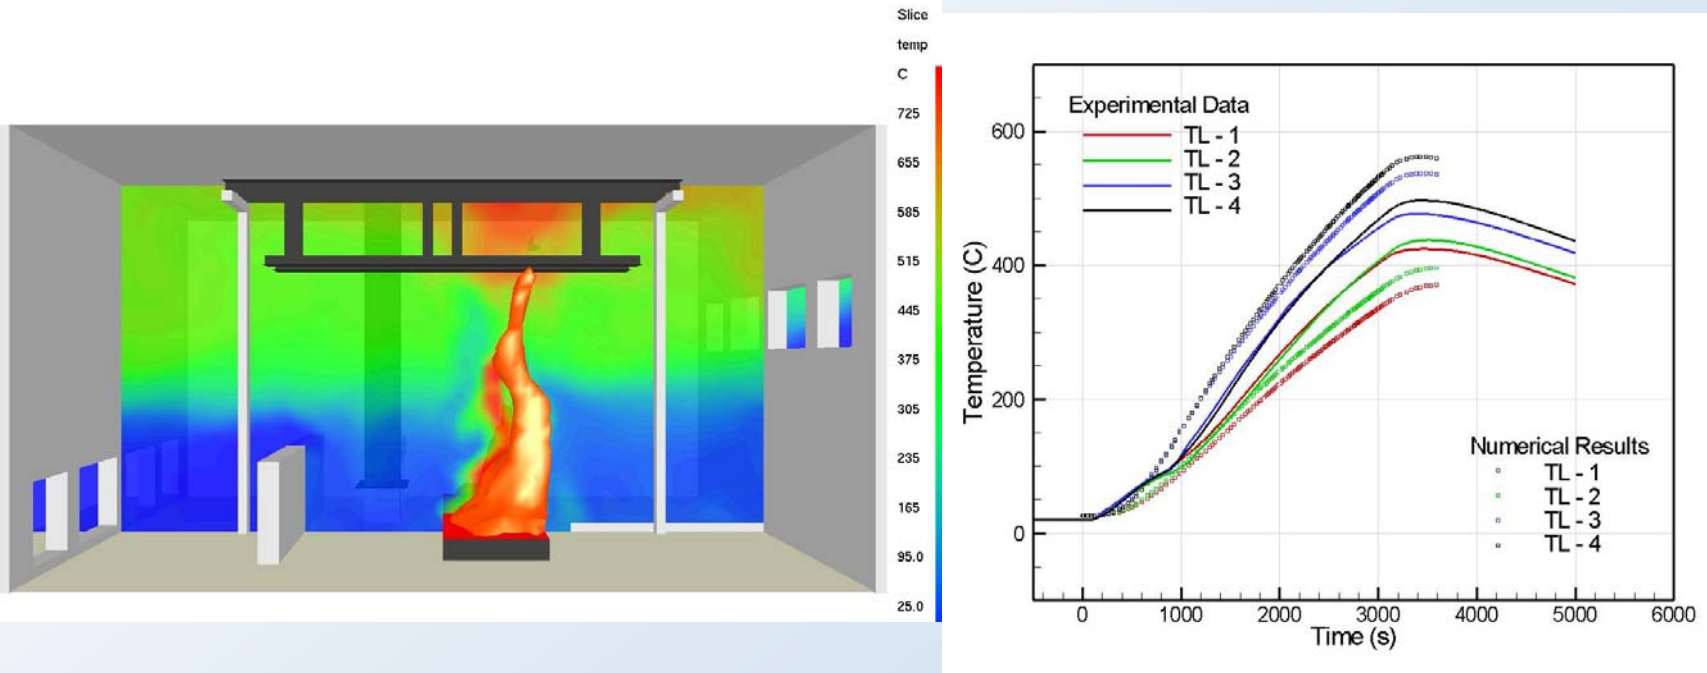 Slice
temp
C
725
655
585
515
445
375
305
235
165
95.0
25.0
Experimental Data
TL - 1
TL - 2
TL - 3
TL - 4
600
400
200
0
Temperature (C)
Numerical Results
TL - 1
TL - 2
TL - 3
TL - 4
0 1000 2000 3000 4000 5000 6000
Time (s)